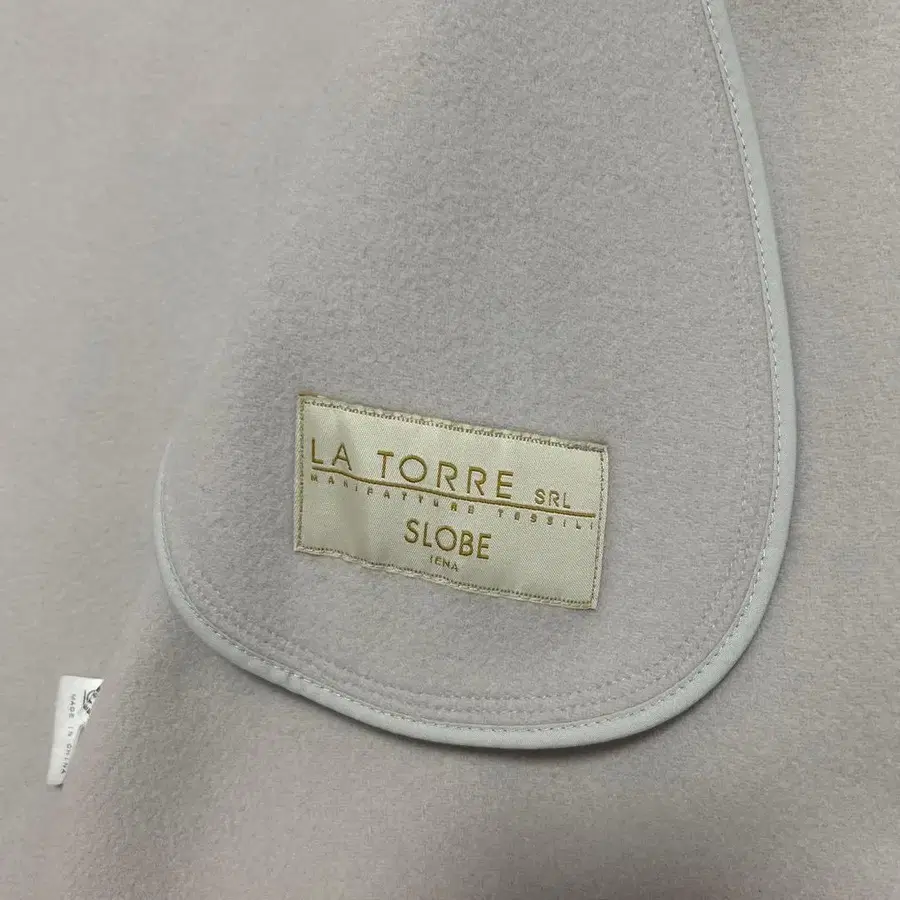 LA TORRE SRL
MANIFATTURE TESSILI
SLOBE
IENA
MADE IN CHINA